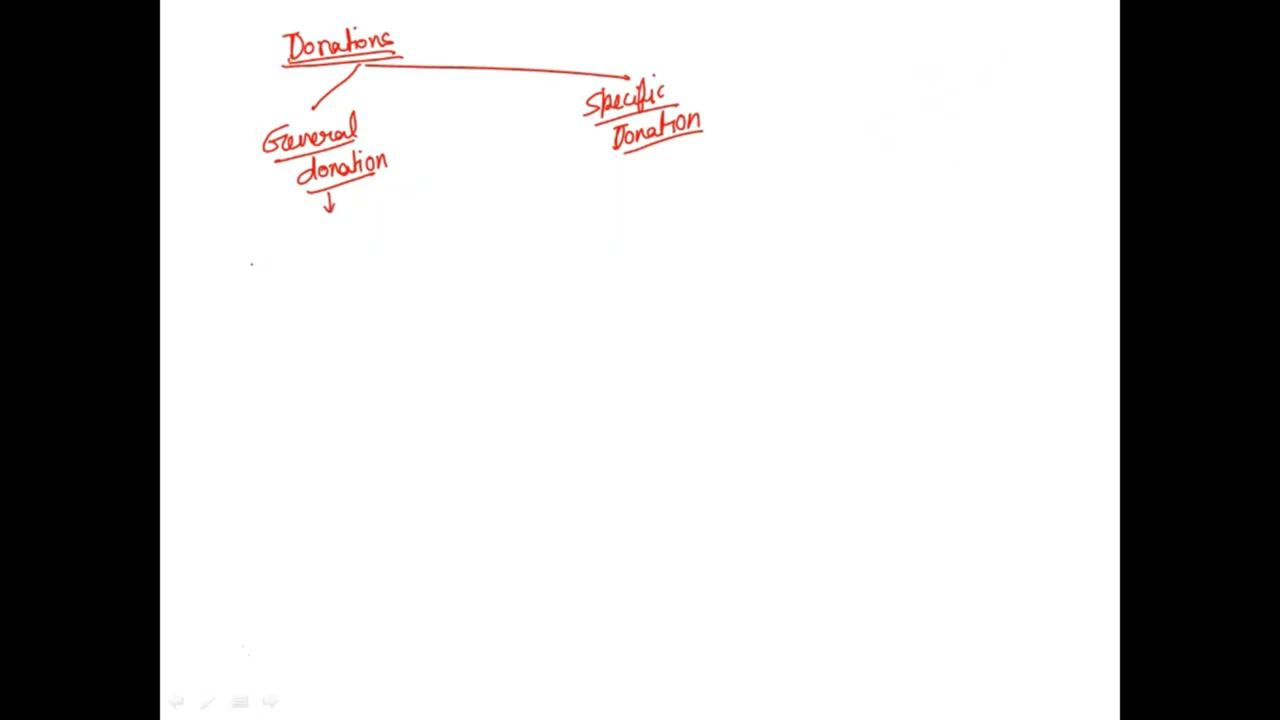 Donations
General
donation
Specific
Donation